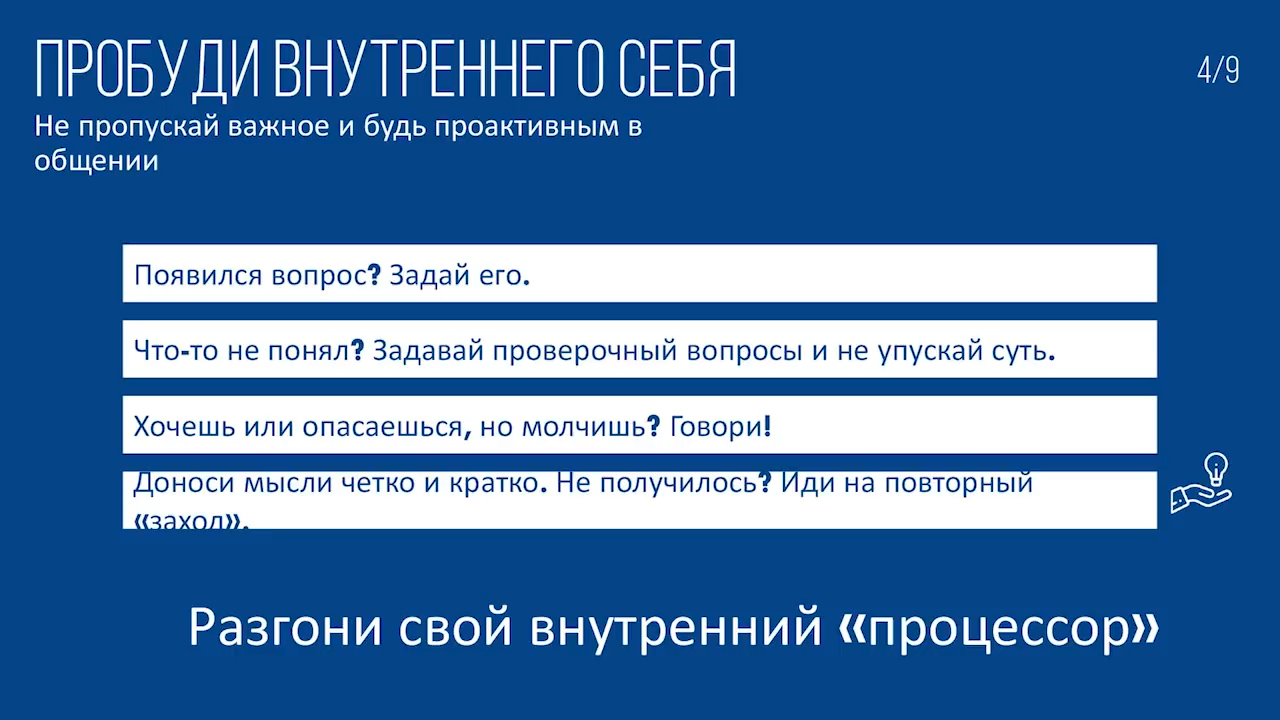 ПРОБУДИ ВНУТРЕННЕГО СЕБЯ
4/9
Не пропускай важное и будь проактивным в
общении
Появился вопрос? Задай его.
Что-то не понял? Задавай проверочный вопросы и не упускай суть.
Хочешь или опасаешься, но молчишь? Говори!
Доноси мысли четко и кратко. Не получилось? Иди на повторный
«заход».
Разгони свой внутренний «процессор»